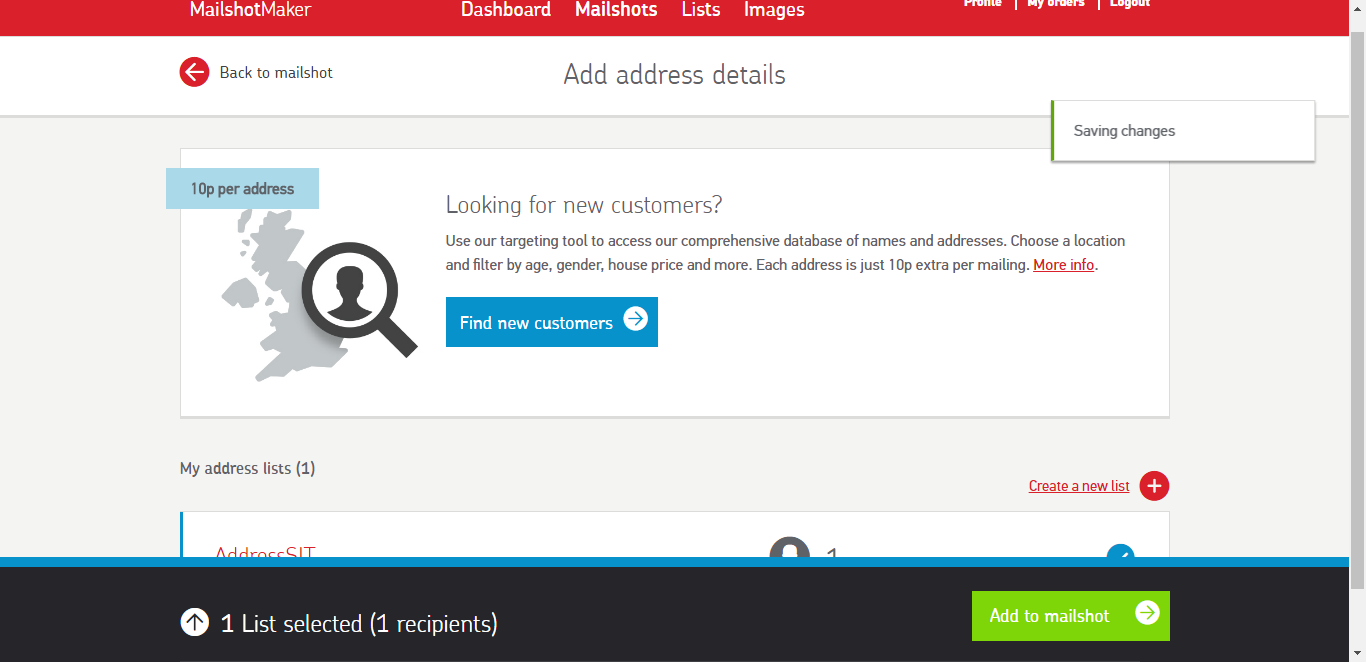 MailshotMaker
Dashboard Mailshots Lists Images
Profile My orders Logout
Back to mailshot
Add address details
Saving changes
10p per address
Looking for new customers?
Use our targeting tool to access our comprehensive database of names and addresses. Choose a location
and filter by age, gender, house price and more. Each address is just 10p extra per mailing. More info.
Find new customers
My address lists (1)
Create a new list
AddressSIT
1
1 List selected (1 recipients)
Add to mailshot